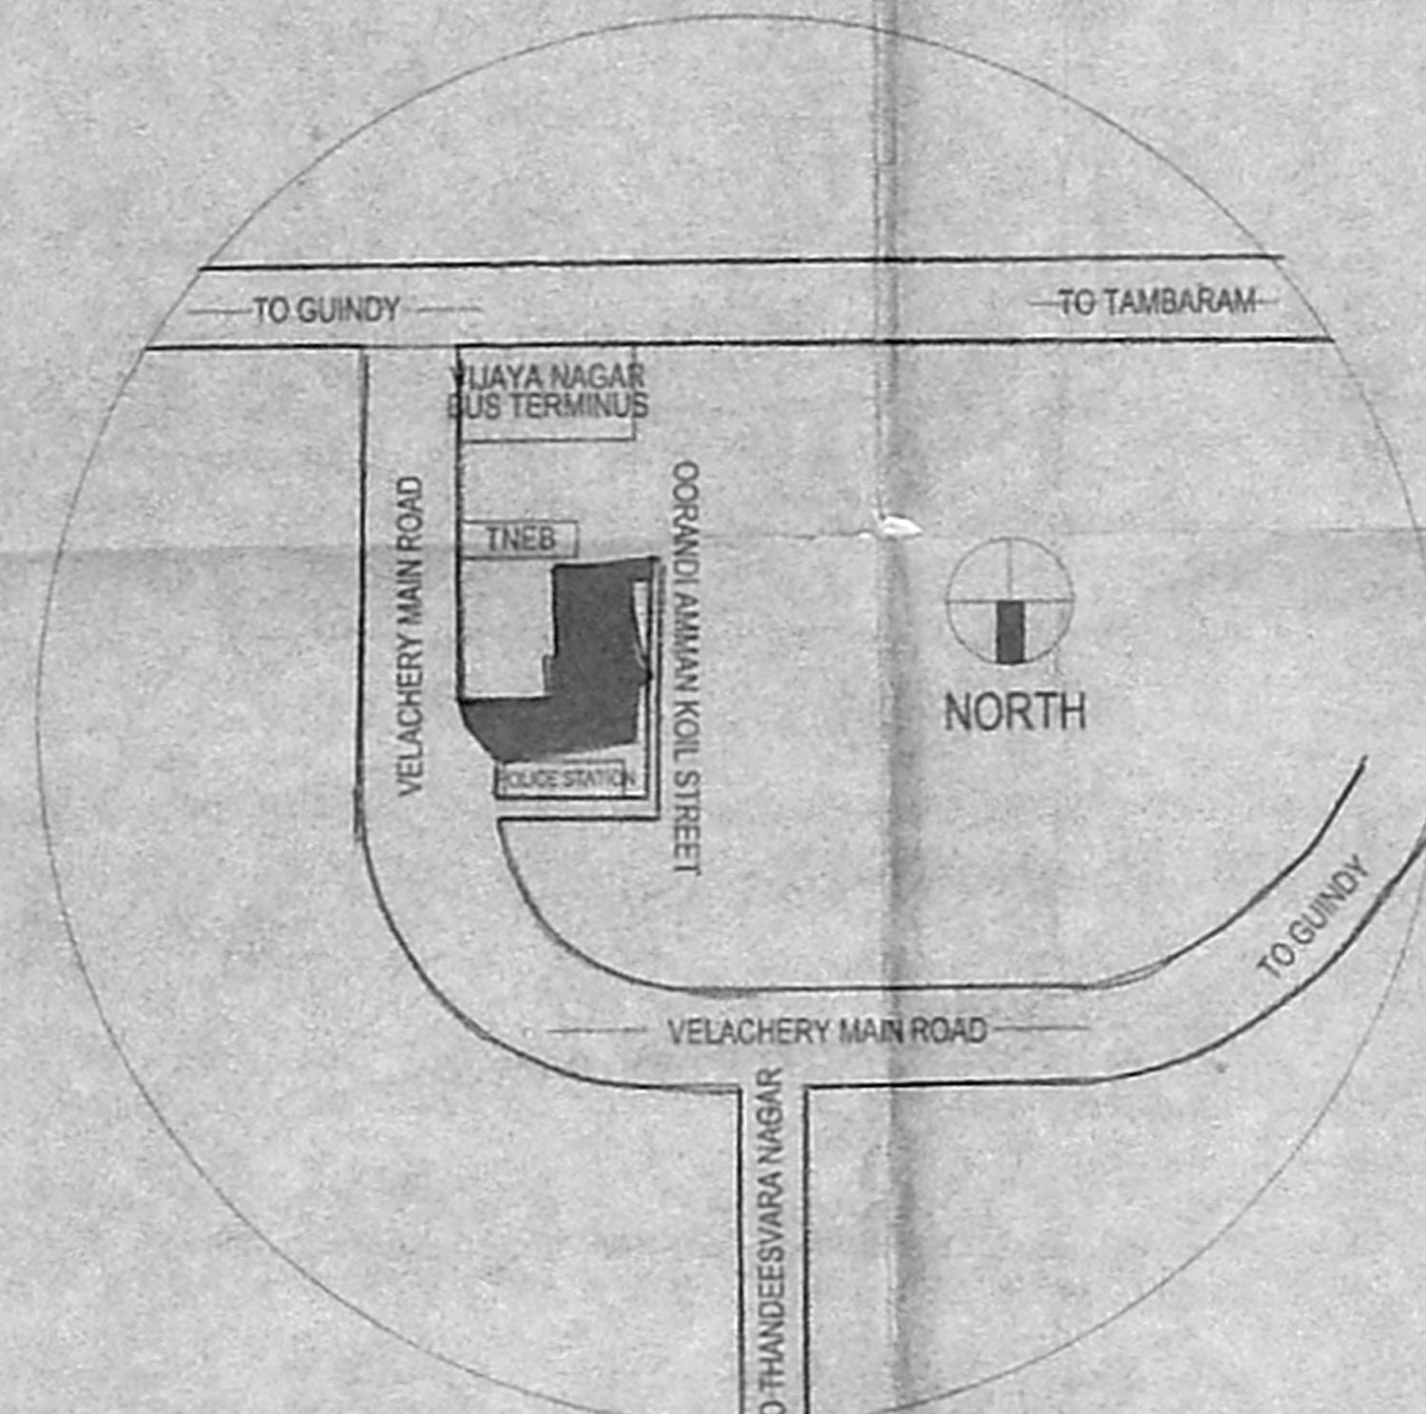 TO GUINDY
TO TAMBARAM
VIJAYA NAGAR
BUS TERMINUS
VELACHERY MAIN ROAD
TNEB
OORANDI AMMAN KOIL STREET
NORTH
POLICE STATION
TO GUINDY
VELACHERY MAIN ROAD
O THANDEESVARA NAGAR